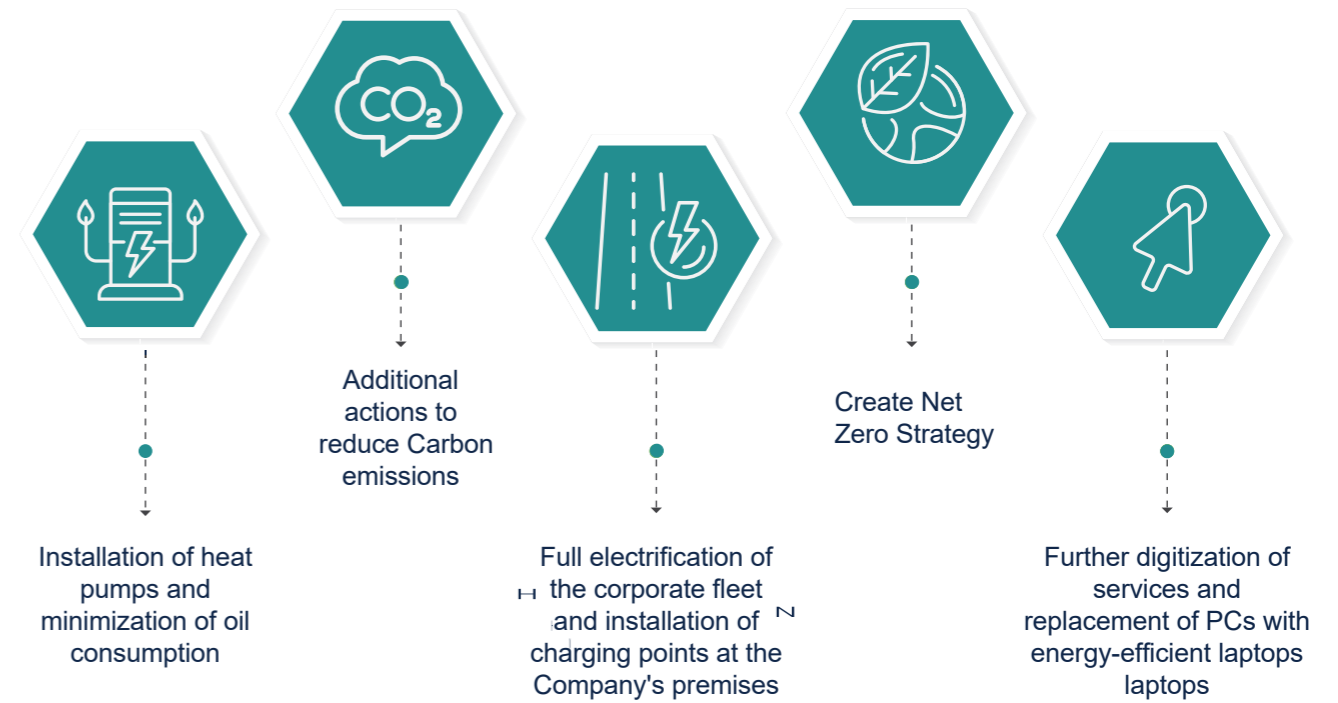 CO2
Additional
actions to
reduce Carbon
emissions
Create Net
Zero Strategy
Installation of heat
pumps and
minimization of oil
consumption
Full electrification of
the corporate fleet
and installation of
charging points at the
Company's premises
Further digitization of
services and
replacement of PCs with
energy-efficient laptops
laptops